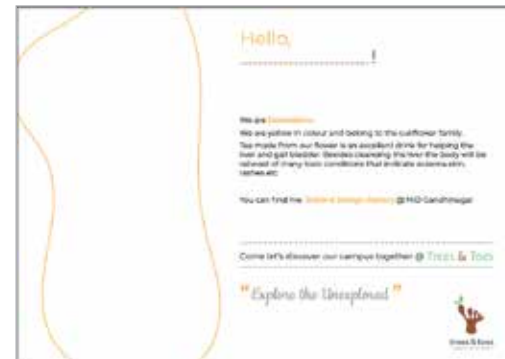 Hello,
!
We are
We are yellow in colour and belong to the sunflower family.
Tea made from our flower is an excellent drink for helping the
liver and gall bladder. Besides cleansing the liver the body will be
relieved of many toxic conditions that indicate eczema, skin,
rashes etc
You can find me @ NID Gandhinagar
Come let's discover our campus together @ Trees & Toes
"Explore the Unexplored"
trees & toes